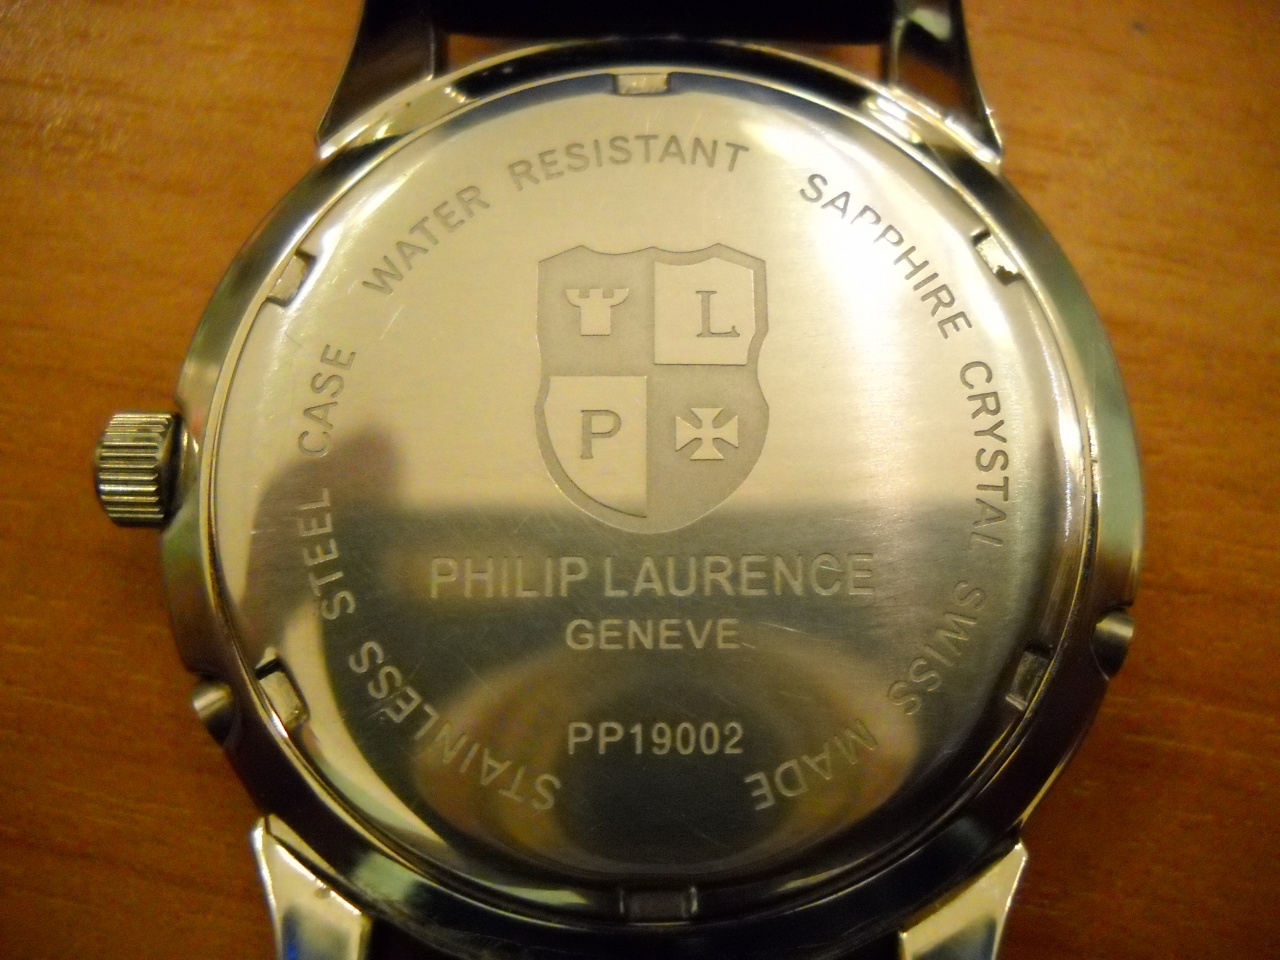 STAINLESS STEEL CASE WATER RESISTANT SAPPHIRE CRYSTAL SWISS MADE
L
P
PHILIP LAURENCE
GENEVE
PP19002